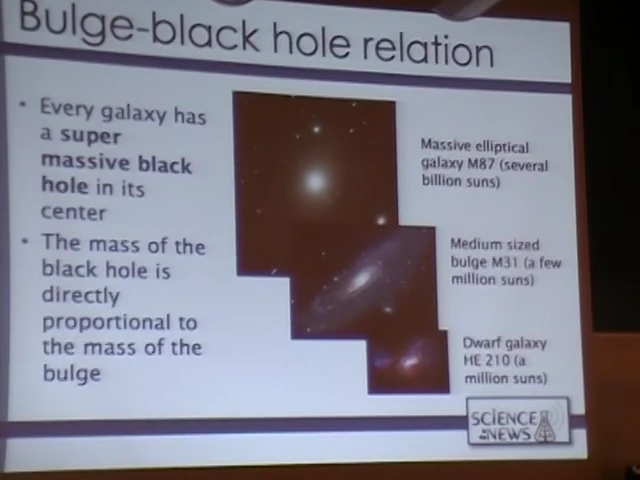 Bulge-black hole relation
• Every galaxy has
a super
massive black
hole in its
center
• The mass of the
black hole is
directly
proportional to
the mass of the
bulge
Massive elliptical
galaxy M87 (several
billion suns)
Medium sized
bulge M31 (a few
million suns)
Dwarf galaxy
HE 210 (a
million suns)
SCIENCE
NEWS